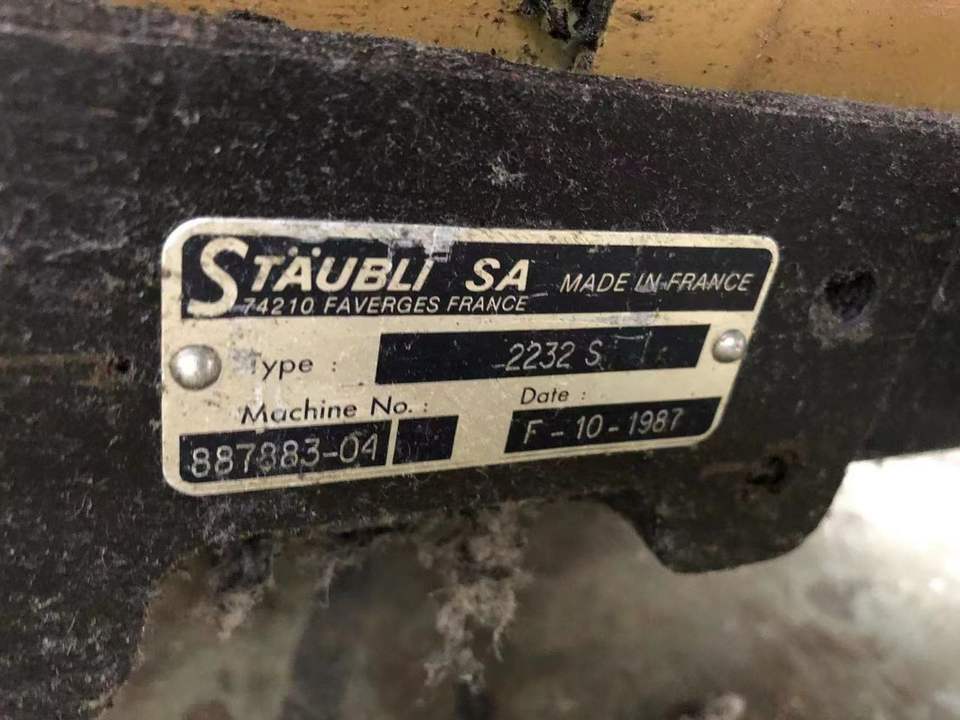 STÄUBLI SA MADE IN FRANCE
74210 FAVERGES FRANCE
Type : 2232 S
Machine No. : Date :
887883-04 F-10-1987